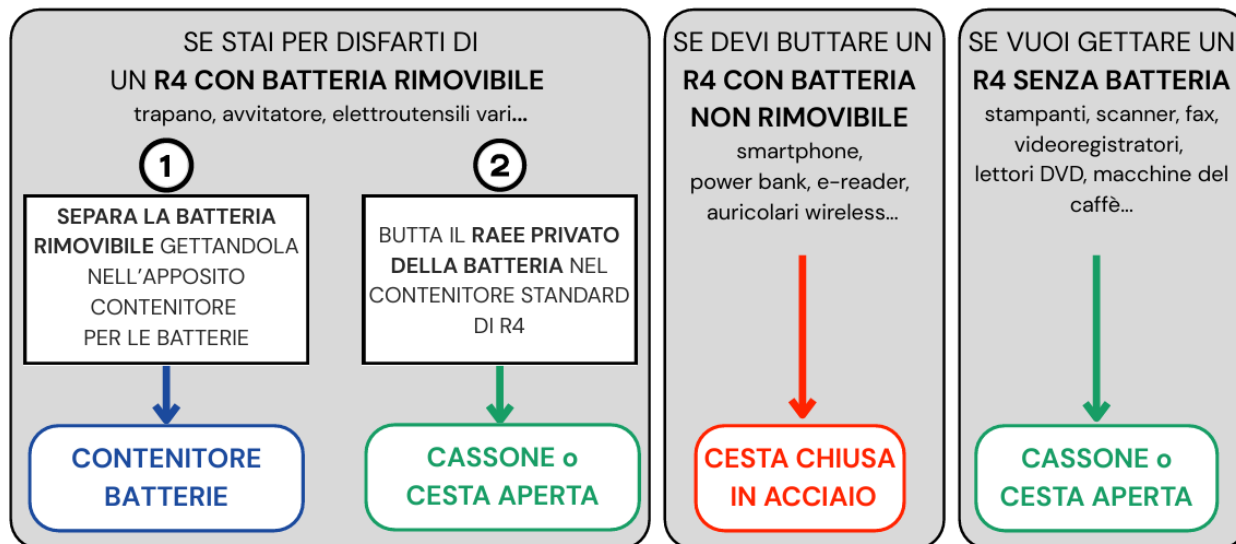 SE STAI PER DISFARTI DI
UN R4 CON BATTERIA RIMOVIBILE
trapano, avvitatore, elettroutensili vari...
1
SEPARA LA BATTERIA
RIMOVIBILE GETTANDOLA
NELL'APPOSITO
CONTENITORE
PER LE BATTERIE
CONTENITORE
BATTERIE
2
BUTTA IL RAEE PRIVATO
DELLA BATTERIA NEL
CONTENITORE STANDARD
DI R4
CASSONE o
CESTA APERTA
SE DEVI BUTTARE UN
R4 CON BATTERIA
NON RIMOVIBILE
smartphone,
power bank, e-reader,
auricolari wireless...
CESTA CHIUSA
IN ACCIAIO
SE VUOI GETTARE UN
R4 SENZA BATTERIA
stampanti, scanner, fax,
videoregistratori,
lettori DVD, macchine del
caffè...
CASSONE o
CESTA APERTA